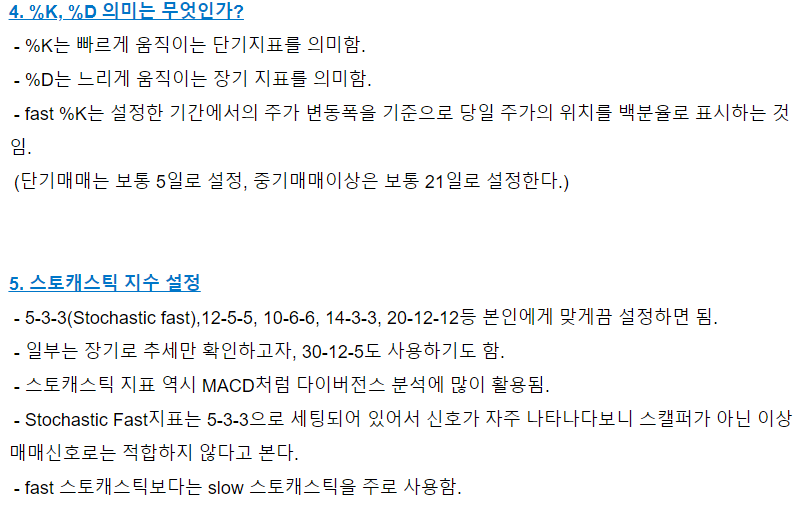 4. %K, %D 의미는 무엇인가?
- %K는 빠르게 움직이는 단기지표를 의미함.
- %D는 느리게 움직이는 장기 지표를 의미함.
- fast %K는 설정한 기간에서의 주가 변동폭을 기준으로 당일 주가의 위치를 백분율로 표시하는 것
임.
(단기매매는 보통 5일로 설정, 중기매매이상은 보통 21일로 설정한다.)
5. 스토캐스틱 지수 설정
- 5-3-3(Stochastic fast),12-5-5, 10-6-6, 14-3-3, 20-12-12등 본인에게 맞게끔 설정하면 됨.
- 일부는 장기로 추세만 확인하고자, 30-12-5도 사용하기도 함.
- 스토캐스틱 지표 역시 MACD처럼 다이버전스 분석에 많이 활용됨.
- Stochastic Fast지표는 5-3-3으로 세팅되어 있어서 신호가 자주 나타나다보니 스캘퍼가 아닌 이상
매매신호로는 적합하지 않다고 본다.
- fast 스토캐스틱보다는 slow 스토캐스틱을 주로 사용함.